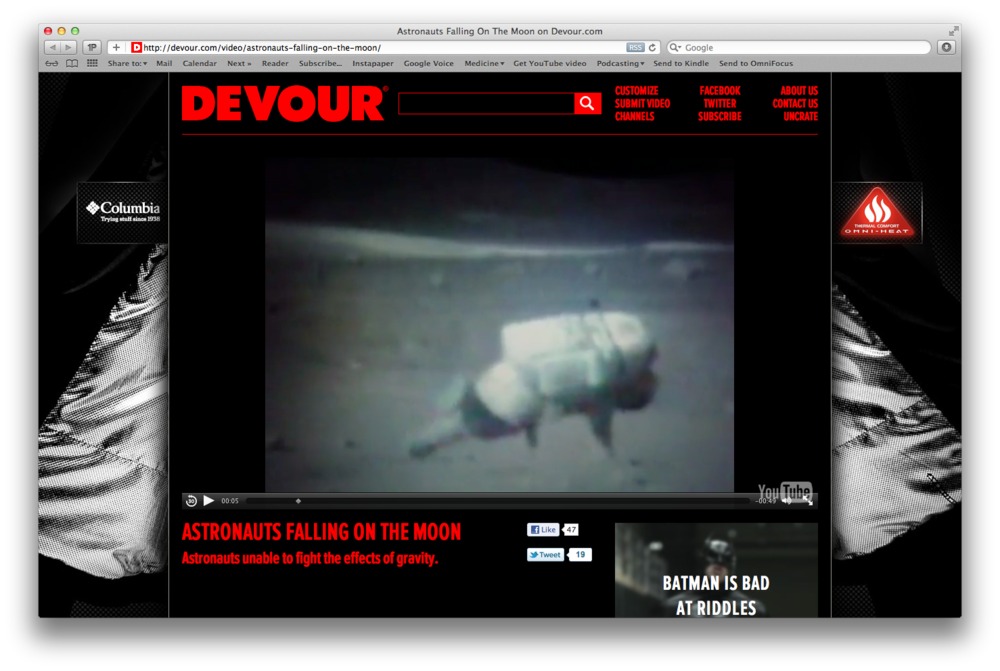 Astronauts Falling On The Moon on Devour.com
1P
+
D
http://devour.com/video/astronauts-falling-on-the-moon/
RSS
Google
Share to:
Mail
Calendar
Next »
Reader
Subscribe...
Instapaper
Google Voice
Medicine
Get YouTube video
Podcasting
Send to Kindle
Send to OmniFocus
DEVOUR®
CUSTOMIZE
SUBMIT VIDEO
CHANNELS
FACEBOOK
TWITTER
SUBSCRIBE
ABOUT US
CONTACT US
UNCRATE
Columbia
Trying stuff since 1938
THERMAL COMFORT
OMNI-HEAT
YouTube
30
00:05
-00:49
ASTRONAUTS FALLING ON THE MOON
Astronauts unable to fight the effects of gravity.
Like
47
Tweet
19
BATMAN IS BAD
AT RIDDLES